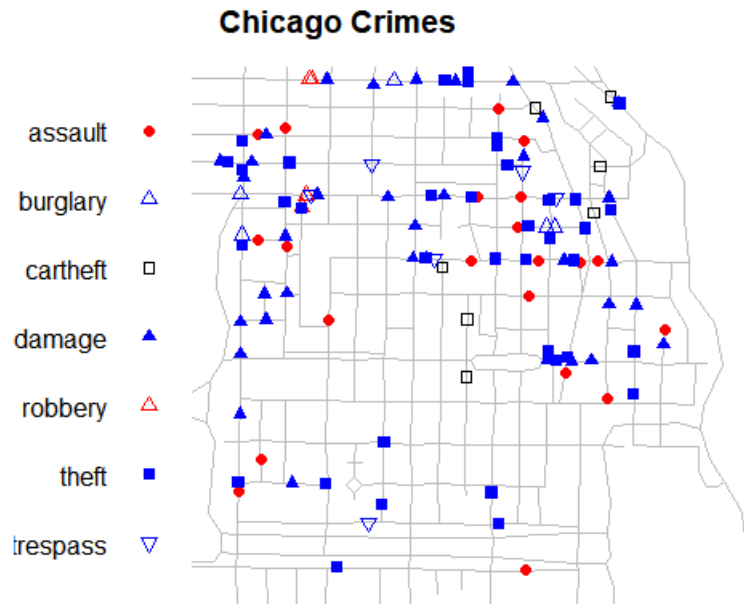 Chicago Crimes
assault
burglary
cartheft
damage
robbery
theft
trespass